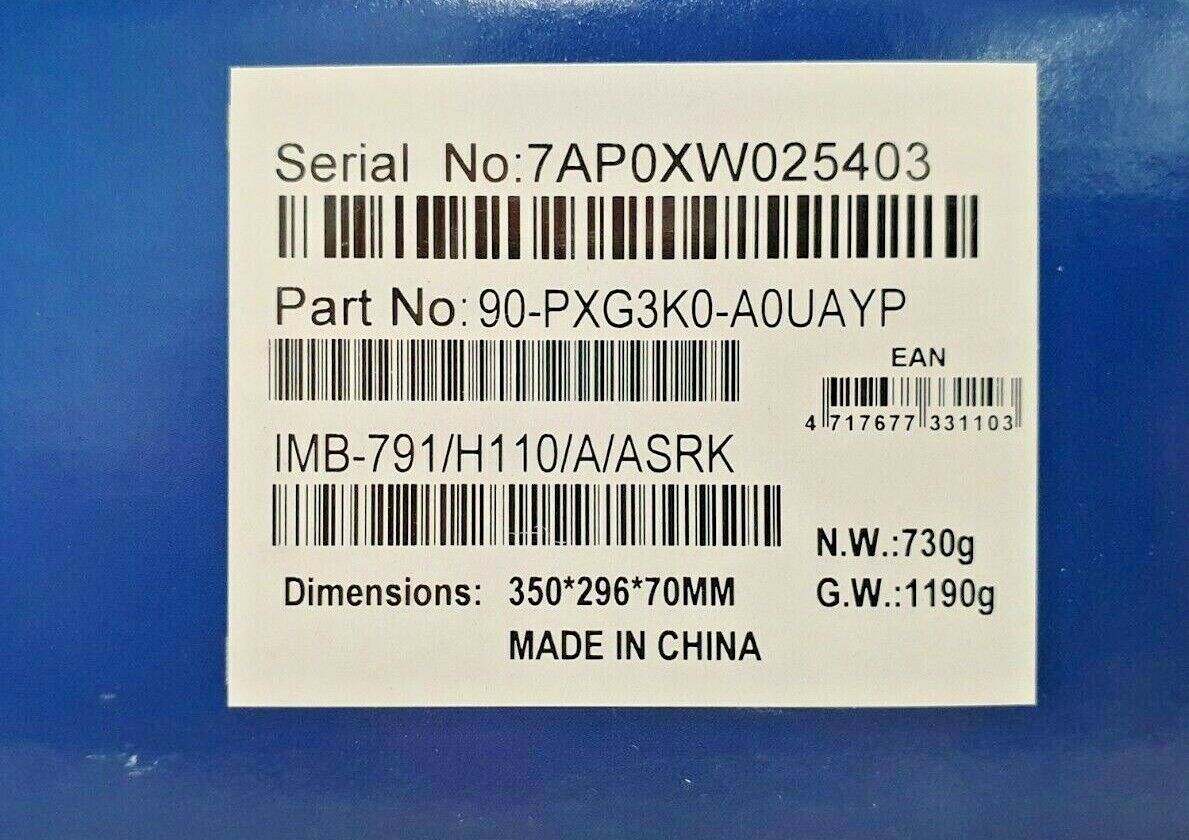 Serial No:7AP0XW025403
Part No: 90-PXG3K0-A0UAYP
EAN
4 717677 331103
IMB-791/H110/A/ASRK
N.W.:730g
Dimensions: 350*296*70MM
G.W.:1190g
MADE IN CHINA